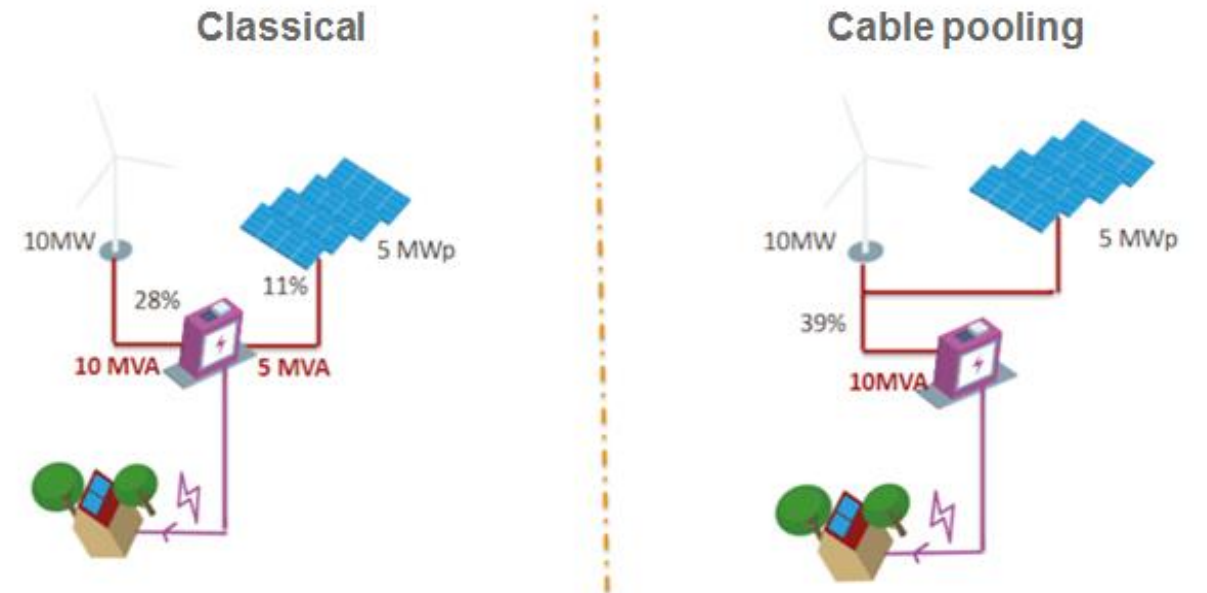 Classical
10MW
5 MWp
28%
11%
10 MVA
5 MVA
Cable pooling
10MW
5 MWp
39%
10MVA